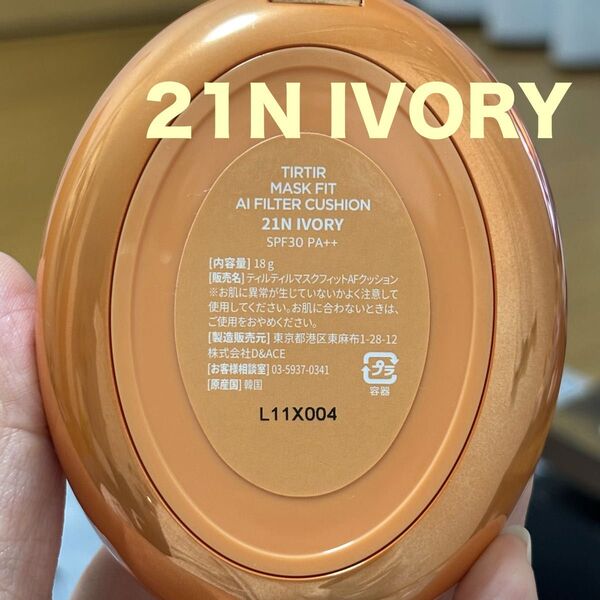 21N IVORY
TIRTIR
MASK FIT
AI FILTER CUSHION
21N IVORY
SPF30 PA++
[内容量] 18 g
[販売名] ティルティルマスクフィットAFクッション
※お肌に異常が生じていないかよく注意して
使用してください。お肌に合わないときは、
ご使用をおやめください。
[製造販売元] 東京都港区東麻布1-28-12
株式会社D&ACE
[お客様相談室] 03-5937-0341
[原産国] 韓国
プラ
容器
L11X004